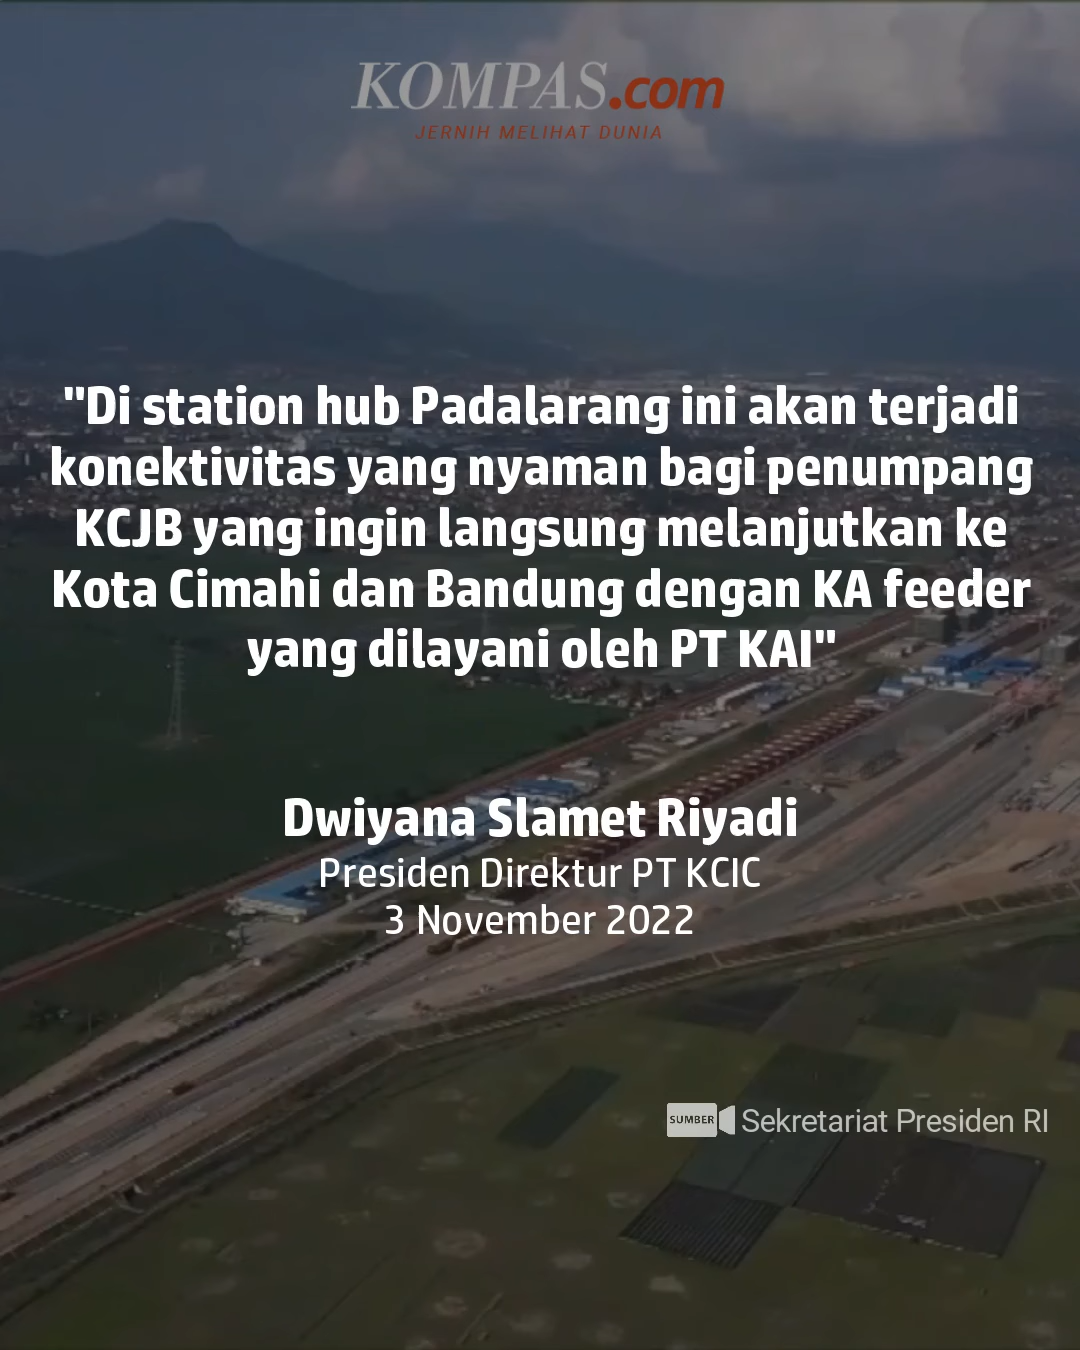 KOMPAS.com
JERNIH MELIHAT DUNIA
"Di station hub Padalarang ini akan terjadi
konektivitas yang nyaman bagi penumpang
KCJB yang ingin langsung melanjutkan ke
Kota Cimahi dan Bandung dengan KA feeder
yang dilayani oleh PT KAI"
Dwiyana Slamet Riyadi
Presiden Direktur PT KCIC
3 November 2022
SUMBER Sekretariat Presiden RI